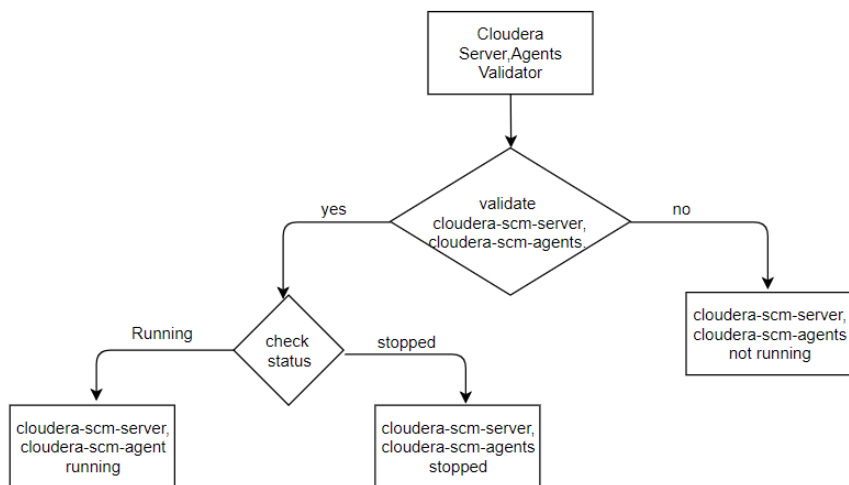 Cloudera
Server,Agents
Validator
validate
cloudera-scm-server,
cloudera-scm-agents,
yes
no
cloudera-scm-server,
cloudera-scm-agents
not running
Running
check
status
stopped
cloudera-scm-server,
cloudera-scm-agent
running
cloudera-scm-server,
cloudera-scm-agents
stopped